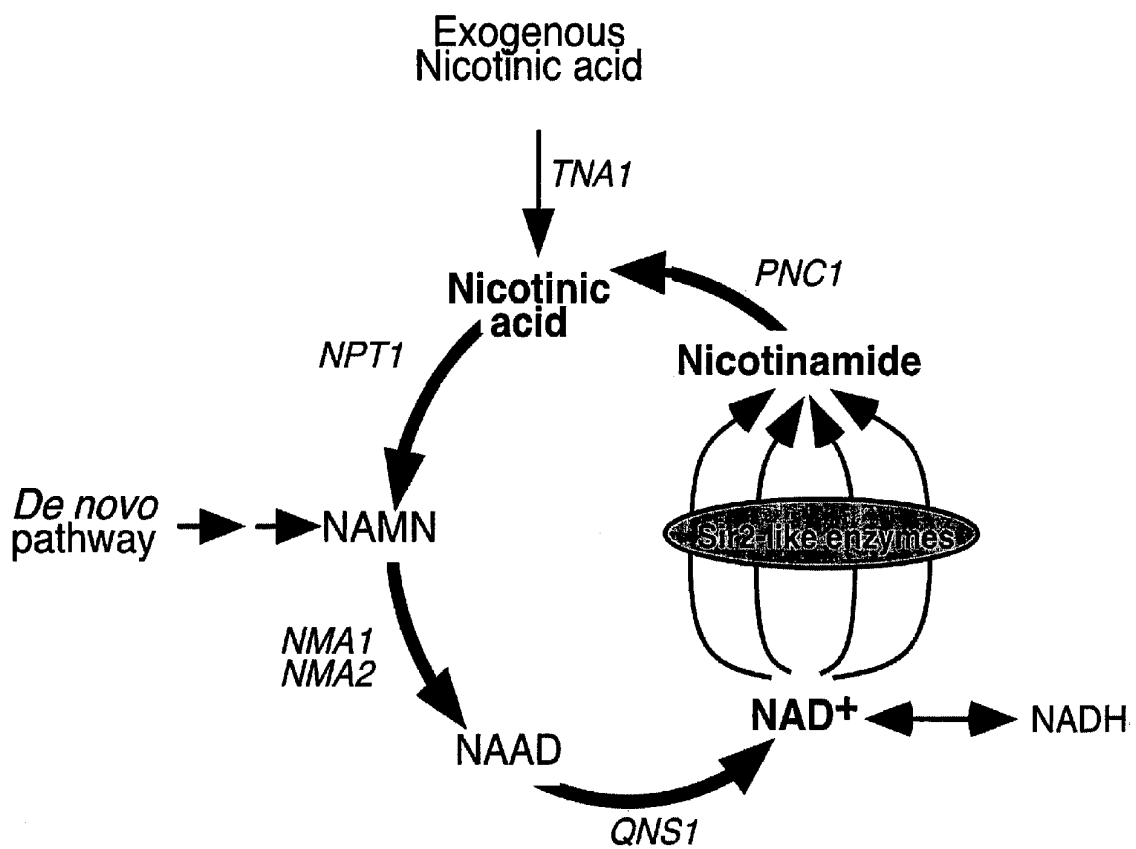 Exogenous
Nicotinic acid
TNA1
PNC1
Nicotinic
acid
NPT1
Nicotinamide
De novo
pathway
NAMN
Sir2-like enzymes
NMA1
NMA2
NAD+
NADH
NAAD
QNS1